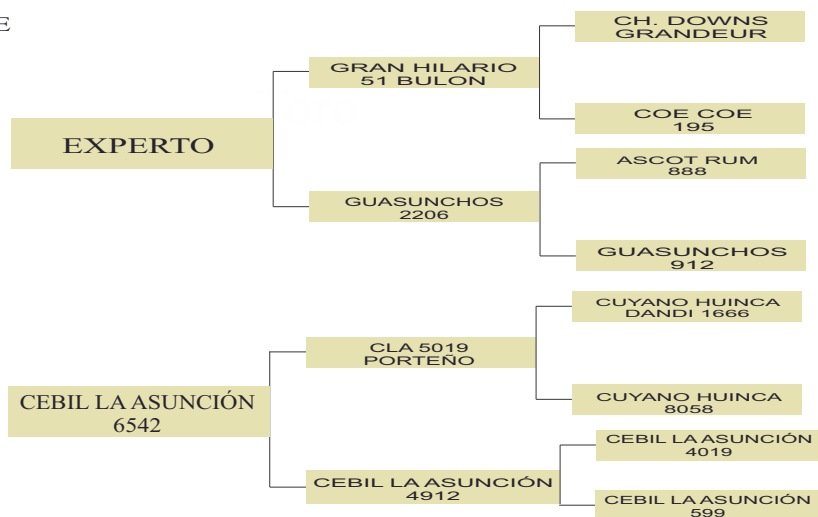 E
CH. DOWNS
GRANDEUR
GRAN HILARIO
51 BULON
COE COE
195
EXPERTO
ASCOT RUM
888
GUASUNCHOS
2206
GUASUNCHOS
912
CUYANO HUINCA
DANDI 1666
CLA 5019
PORTEÑO
CUYANO HUINCA
8058
CEBIL LA ASUNCIÓN
6542
CEBIL LA ASUNCIÓN
4019
CEBIL LA ASUNCIÓN
4912
CEBIL LA ASUNCIÓN
599